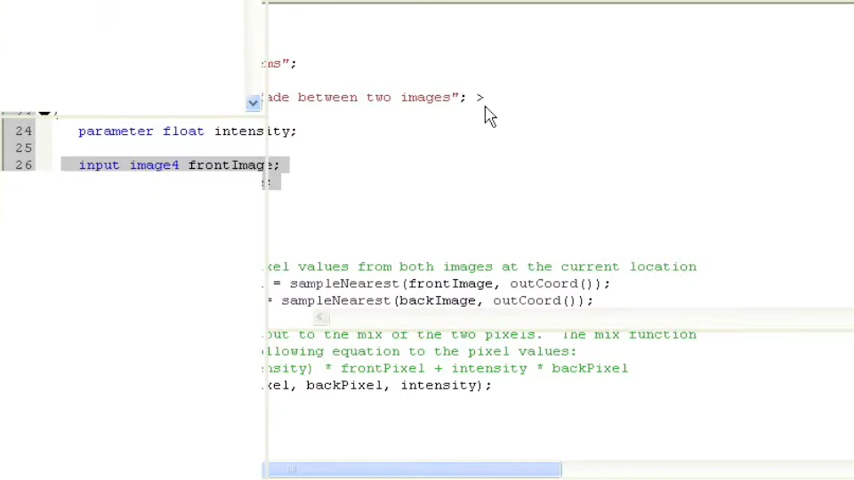 ms";
ade between two images"; >
24 parameter float intensity;
25
26 input image4 frontImage;
xel values from both images at the current location
= sampleNearest(frontImage, outCoord());
= sampleNearest(backImage, outCoord());
put to the mix of the two pixels. The mix function
ollowing equation to the pixel values:
nsity) * frontPixel + intensity * backPixel
xel, backPixel, intensity);